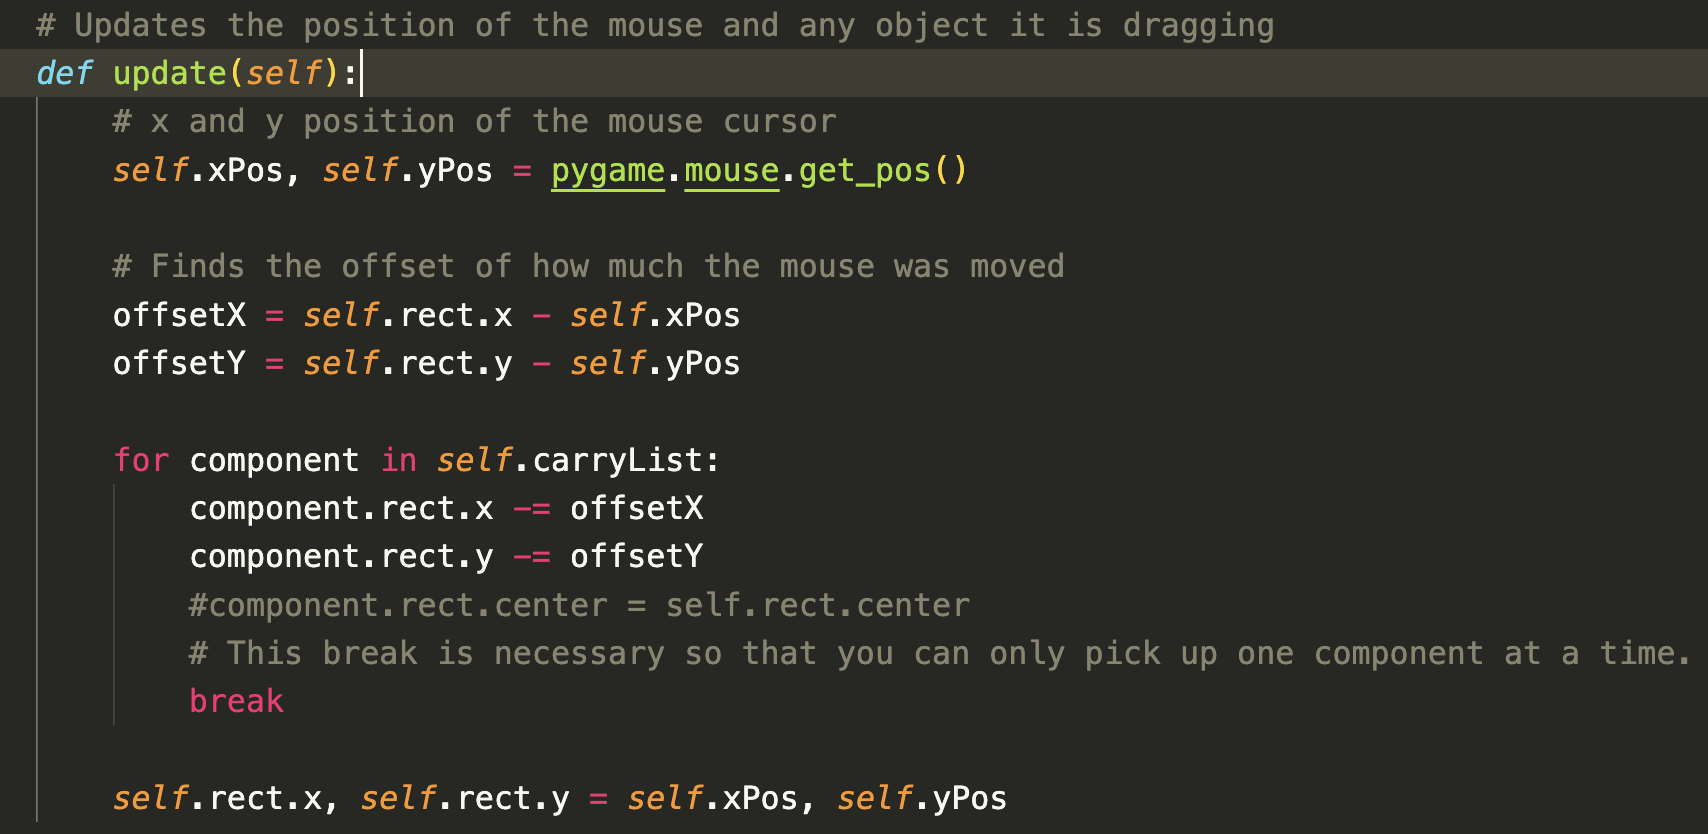 # Updates the position of the mouse and any object it is dragging
def update(self):
# x and y position of the mouse cursor
self.xPos, self.yPos = pygame.mouse.get_pos()
# Finds the offset of how much the mouse was moved
offsetX = self.rect.x - self.xPos
offsetY = self.rect.y - self.yPos
for component in self.carryList:
component.rect.x -= offsetX
component.rect.y -= offsetY
#component.rect.center = self.rect.center
# This break is necessary so that you can only pick up one component at a time.
break
self.rect.x, self.rect.y = self.xPos, self.yPos